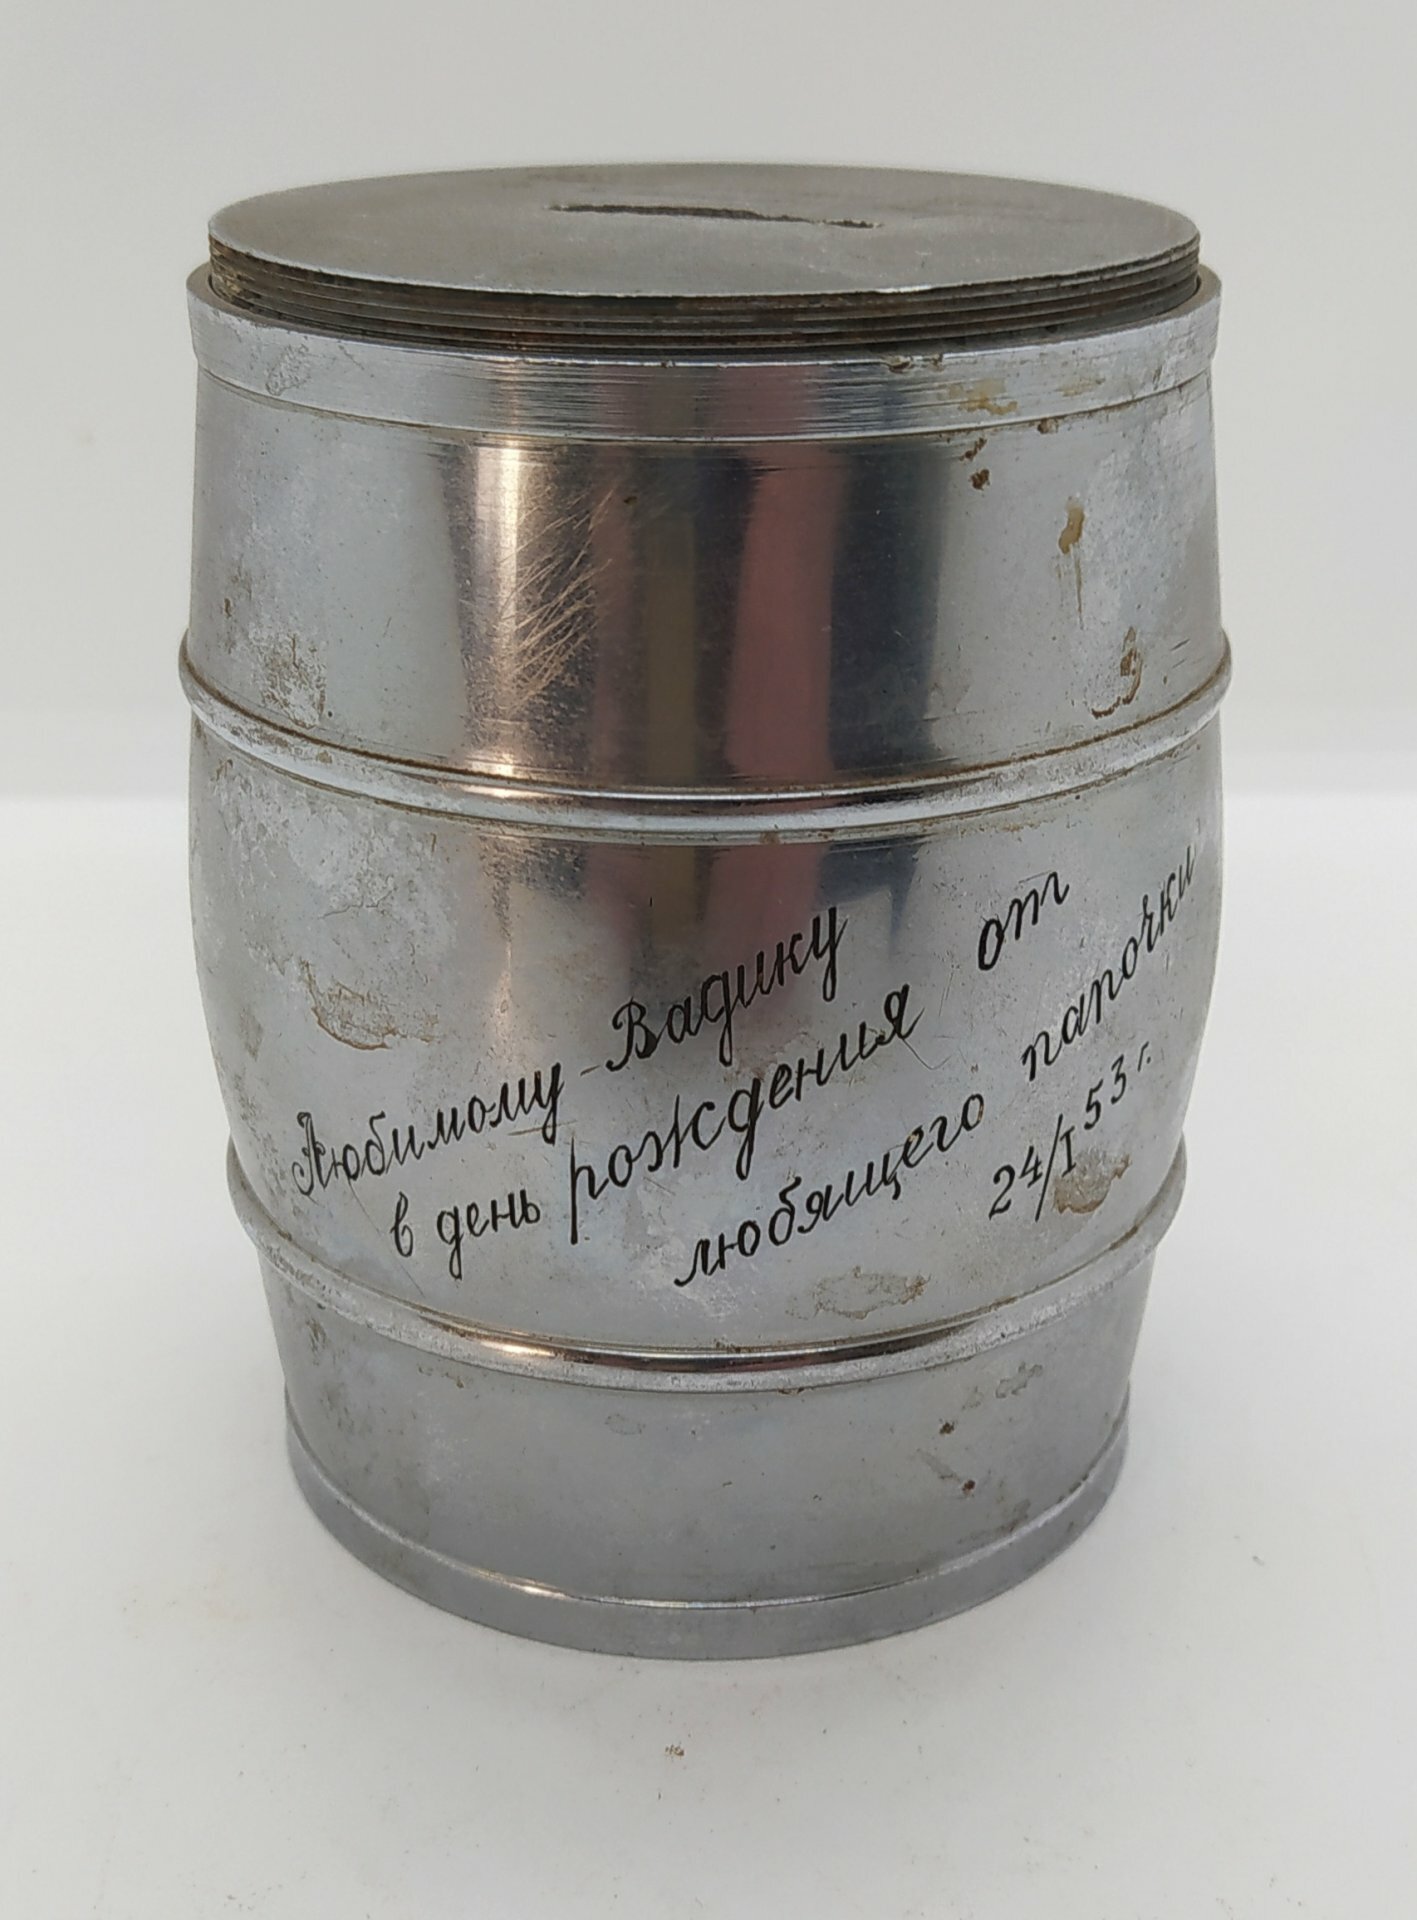 Любимому Вадику
в день рождения от
любящего папочки
24/I 53 г.